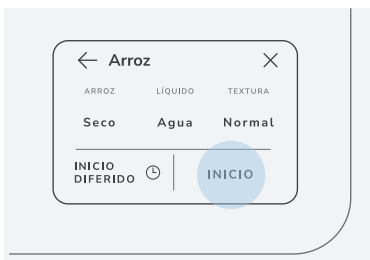 Arroz
ARROZ LÍQUIDO TEXTURA
Seco Agua Normal
INICIO
DIFERIDO
INICIO